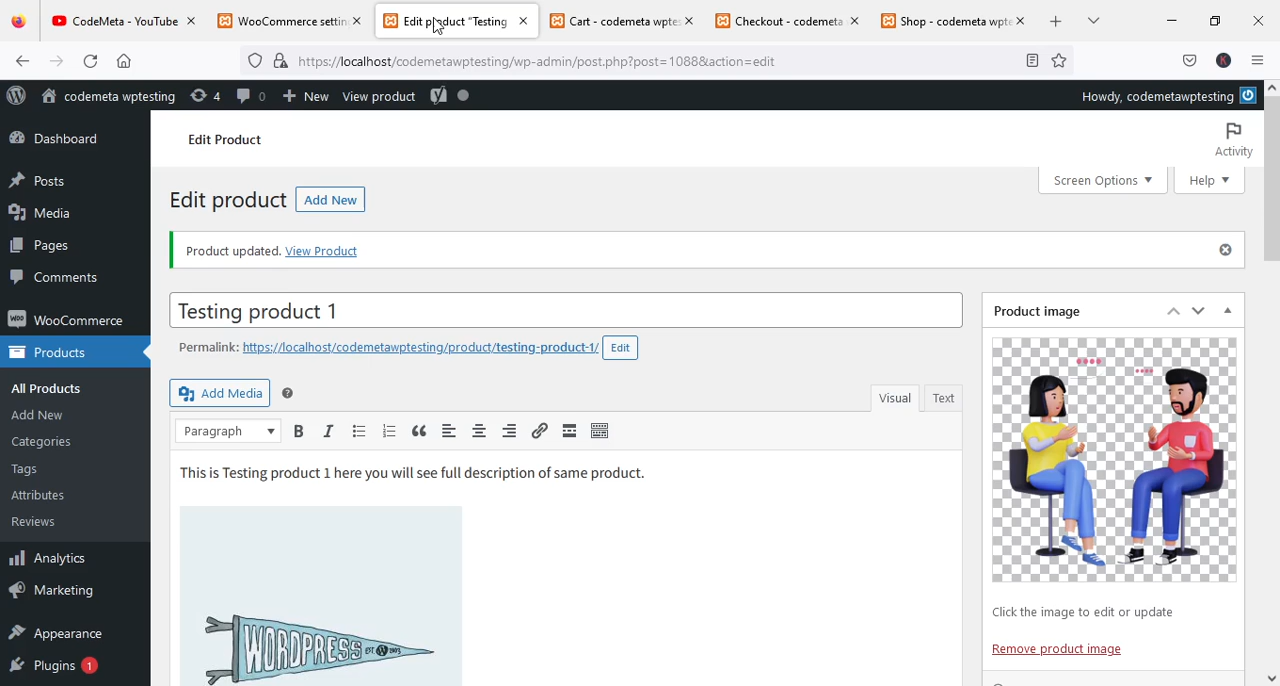 CodeMeta - YouTube
WooCommerce settin
Edit product "Testing
Cart - codemeta wptes
Checkout - codemeta
Shop - codemeta wpte
https://localhost/codemetawptesting/wp-admin/post.php?post=1088&action=edit
K
codemeta wptesting
4
0
New
View product
Howdy, codemetawptesting
Dashboard
Posts
Media
Pages
Comments
WooCommerce
Products
All Products
Add New
Categories
Tags
Attributes
Reviews
Analytics
Marketing
Appearance
Plugins 1
Edit Product
Activity
Screen Options
Help
Edit product
Add New
Product updated. View Product
Testing product 1
Permalink: https://localhost/codemetawptesting/product/testing-product-1/ Edit
Add Media
Visual
Text
Paragraph
This is Testing product 1 here you will see full description of same product.
WORDPRESS EST. 2003
Product image
Click the image to edit or update
Remove product image